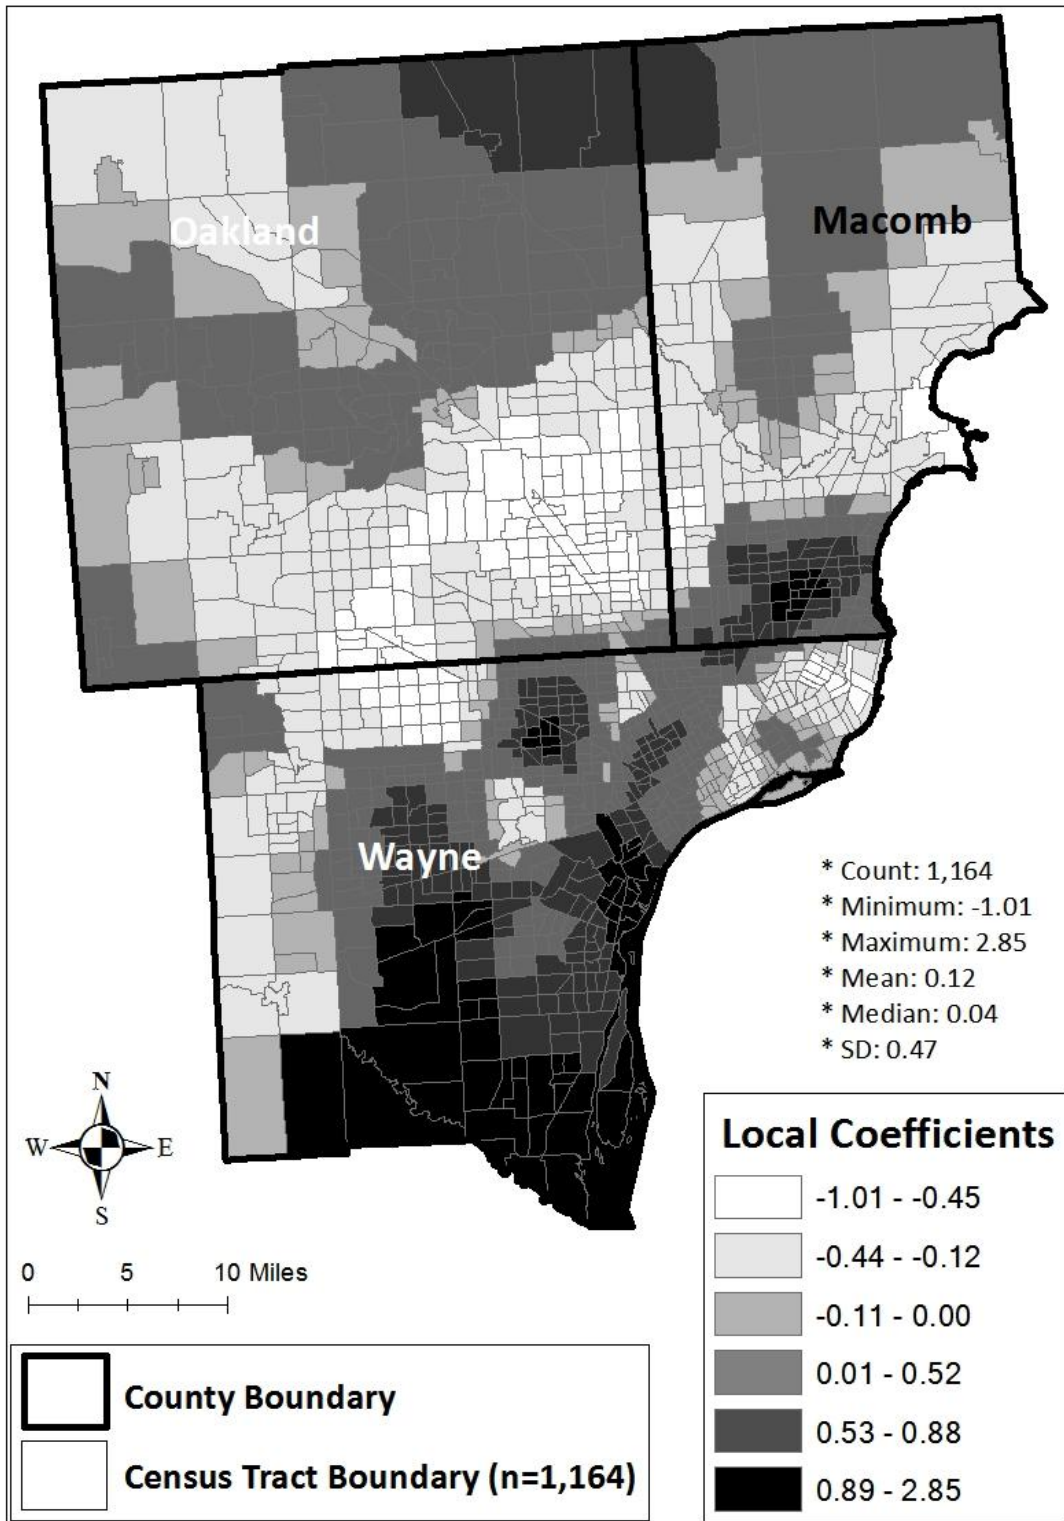 Oakland
Macomb
Wayne
* Count: 1,164
* Minimum: -1.01
* Maximum: 2.85
* Mean: 0.12
* Median: 0.04
* SD: 0.47
N
W E
S
0 5 10 Miles
County Boundary
Census Tract Boundary (n=1,164)
Local Coefficients
-1.01 - -0.45
-0.44 - -0.12
-0.11 - 0.00
0.01 - 0.52
0.53 - 0.88
0.89 - 2.85